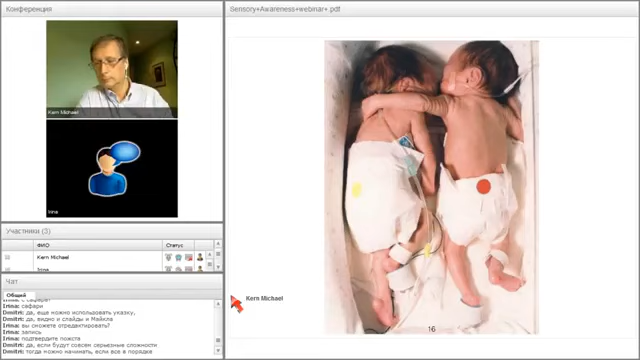 Конференция
Kern Michael
Irina
Участники (3)
ФИО
Статус
Kern Michael
Irina
Чат
Общий
Irina: сафари
Dmitri: да, еще можно использовать указку,
Dmitri: да, видно и слайды и Майкла
Irina: вы сможете отредактировать?
Irina: запись
Irina: подтвердите пожста
Dmitri: да, если будут совсем серьезные сложности
Dmitri: тогда можно начинать, если все в порядке
Sensory+Awareness+webinar+.pdf
Kern Michael
16